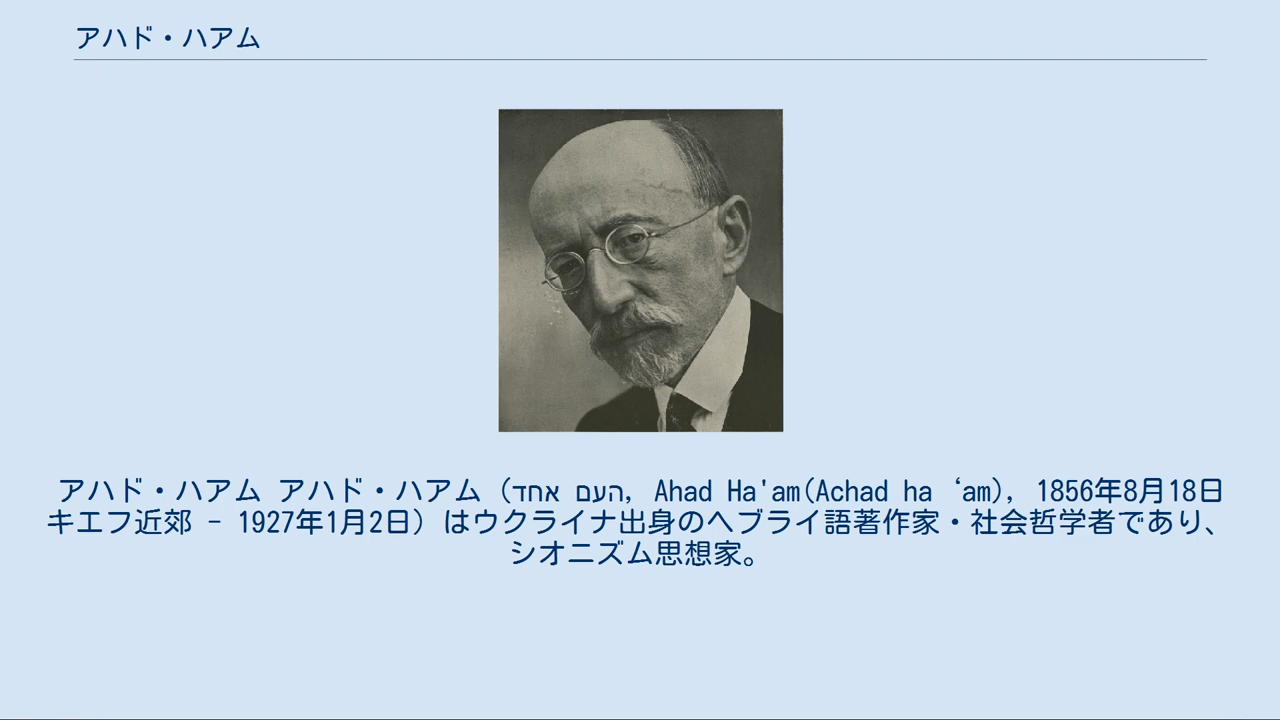 アハド・ハアム
アハド・ハアム アハド・ハアム (אחד העם, Ahad Ha'am(Achad ha ‘am), 1856年8月18日
キエフ近郊 - 1927年1月2日) はウクライナ出身のヘブライ語著作家・社会哲学者であり、
シオニズム思想家。